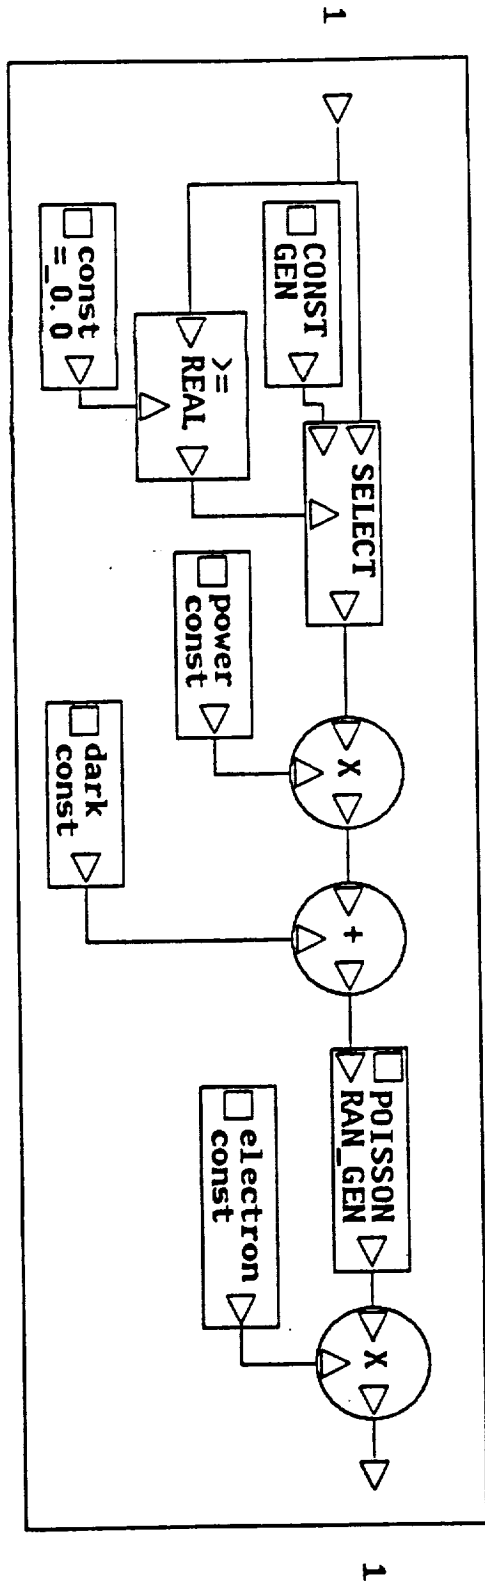 1
CONST
GEN
SELECT
>=
REAL
const
=_0.0
power
const
X
dark
const
+
POISSON
RAN_GEN
electron
const
X
1